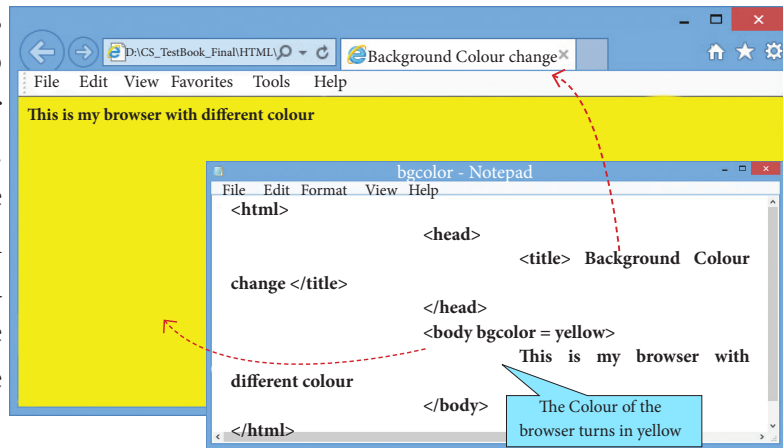 D:\CS_TestBook_Final\HTML\
Background Colour change
File Edit View Favorites Tools Help
This is my browser with different colour
bgcolor - Notepad
File Edit Format View Help
<html>
<head>
<title> Background Colour
change </title>
</head>
<body bgcolor = yellow>
This is my browser with
different colour
</body>
</html>
The Colour of the
browser turns in yellow